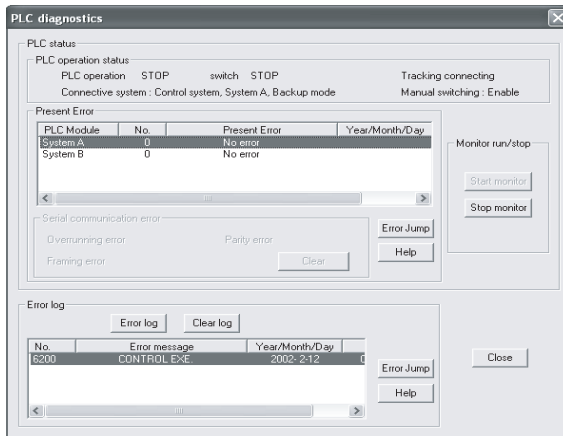 PLC diagnostics
PLC status
PLC operation status
PLC operation STOP switch STOP Tracking connecting
Connective system : Control system, System A, Backup mode Manual switching : Enable
Present Error
PLC Module No. Present Error Year/Month/Day
System A 0 No error
System B 0 No error
Monitor run/stop
Start monitor
Stop monitor
Serial communication error
Overrunning error Parity error
Framing error Clear
Error Jump
Help
Error log
Error log Clear log
No. Error message Year/Month/Day
6200 CONTROL EXE. 2002- 2-12
Error Jump
Help
Close